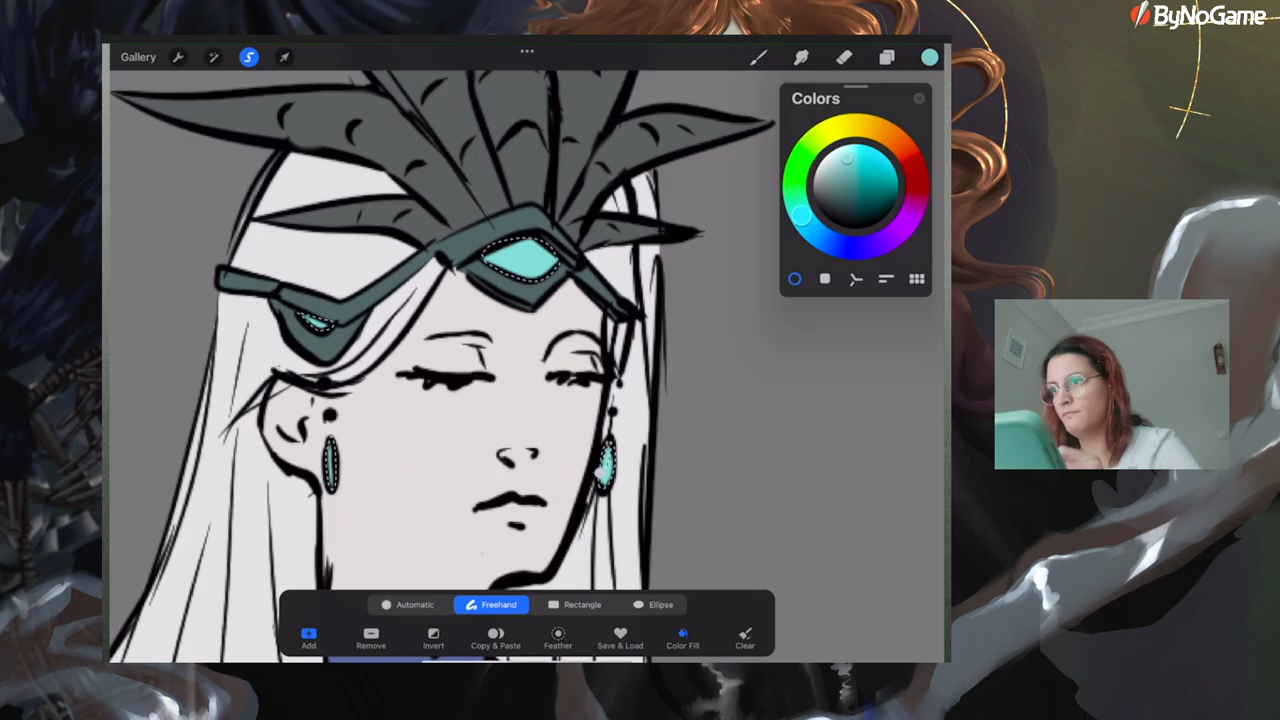 ByNoGame
Gallery
Colors
Automatic Freehand Rectangle Ellipse
Add Remove Invert Copy & Paste Feather Save & Load Color Fill Clear